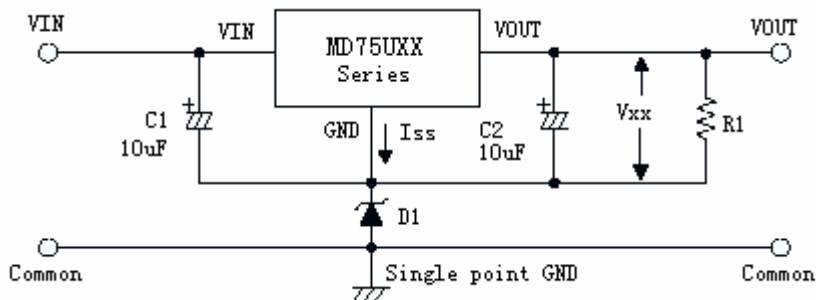 VIN
VIN
MD75UXX
Series
VOUT
VOUT
C1
10uF
GND
Iss
C2
10uF
Vxx
R1
D1
Common
Single point GND
Common